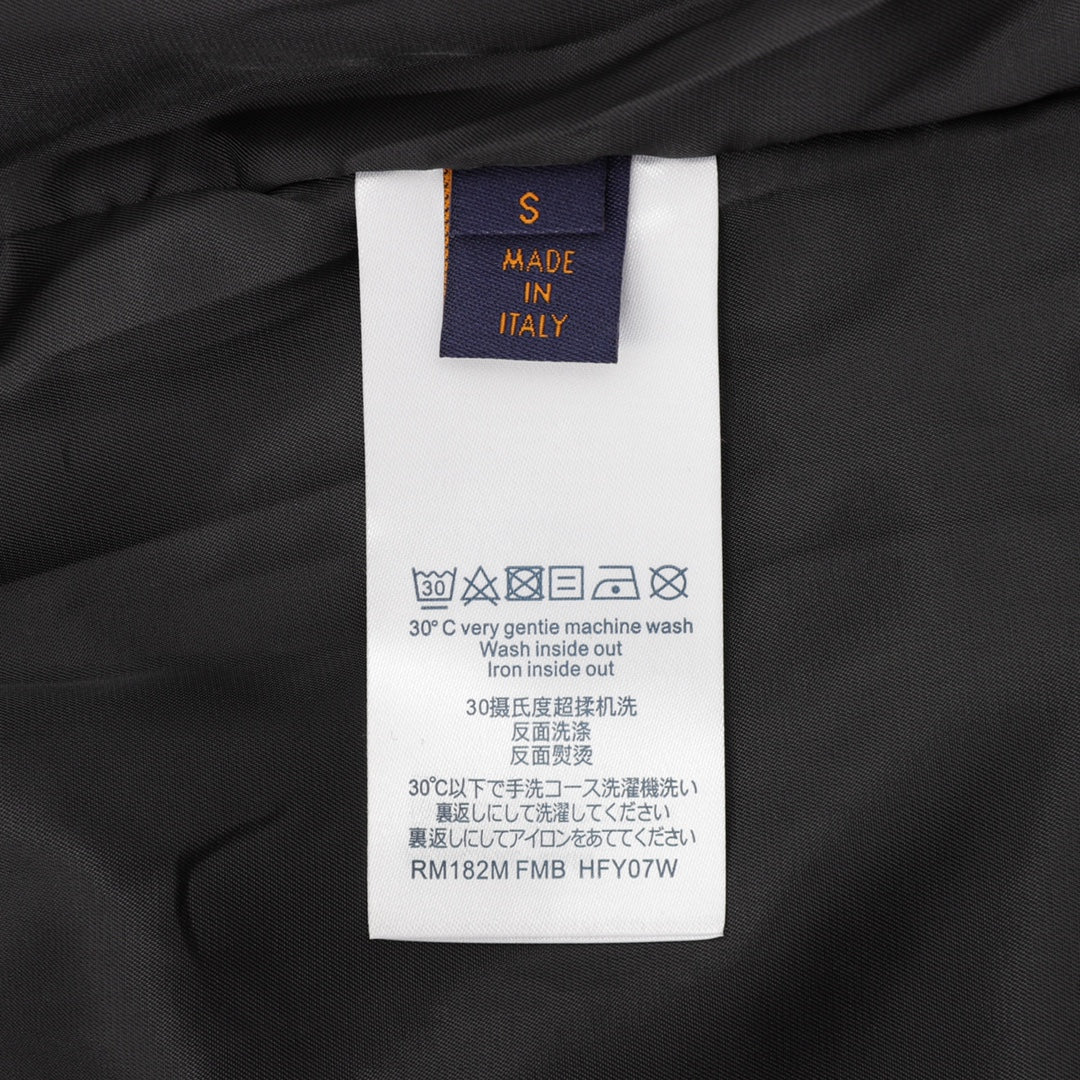 S
MADE
IN
ITALY
30
30°C very gentie machine wash
Wash inside out
Iron inside out
30摄氏度超揉机洗
反面洗涤
反面熨烫
30℃以下で手洗コース洗濯機洗い
裏返しにして洗濯してください
裏返しにしてアイロンをあててください
RM182M FMB HFY07W